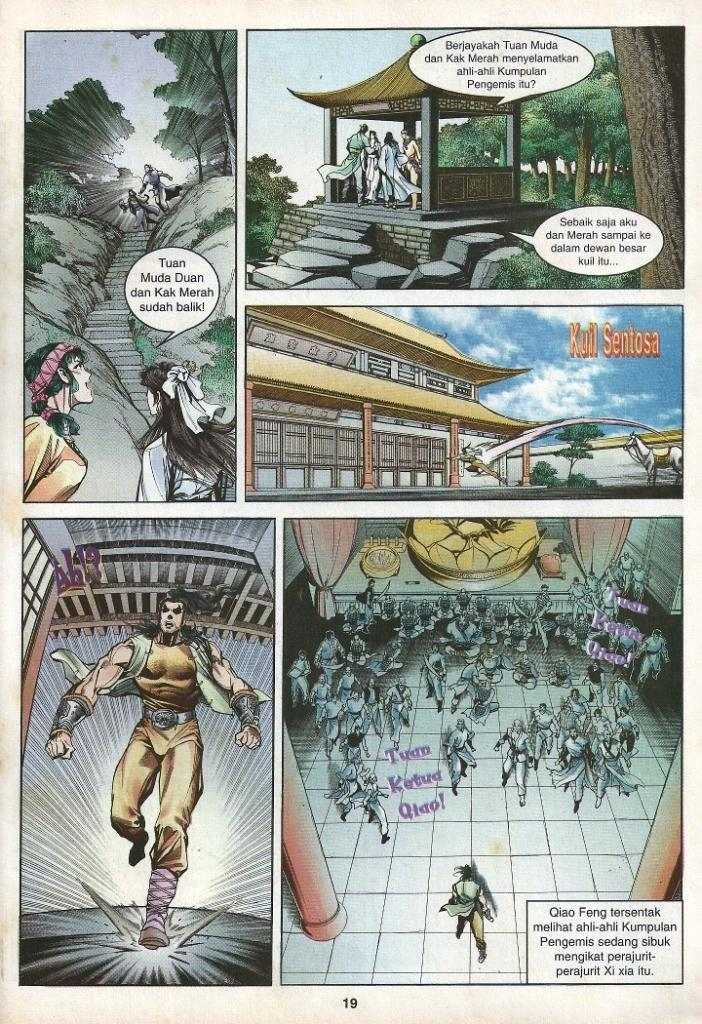 Tuan
Muda Duan
dan Kak Merah
sudah balik!
Berjayakah Tuan Muda
dan Kak Merah menyelamatkan
ahli-ahli Kumpulan
Pengemis itu?
Sebaik saja aku
dan Merah sampai ke
dalam dewan besar
kuil itu...
Kuil Sentosa
Ah!?
Tuan
Ketua
Qiao!
Tuan
Ketua
Qiao!
Qiao Feng tersentak
melihat ahli-ahli Kumpulan
Pengemis sedang sibuk
mengikat perajurit-
perajurit Xi xia itu.
19